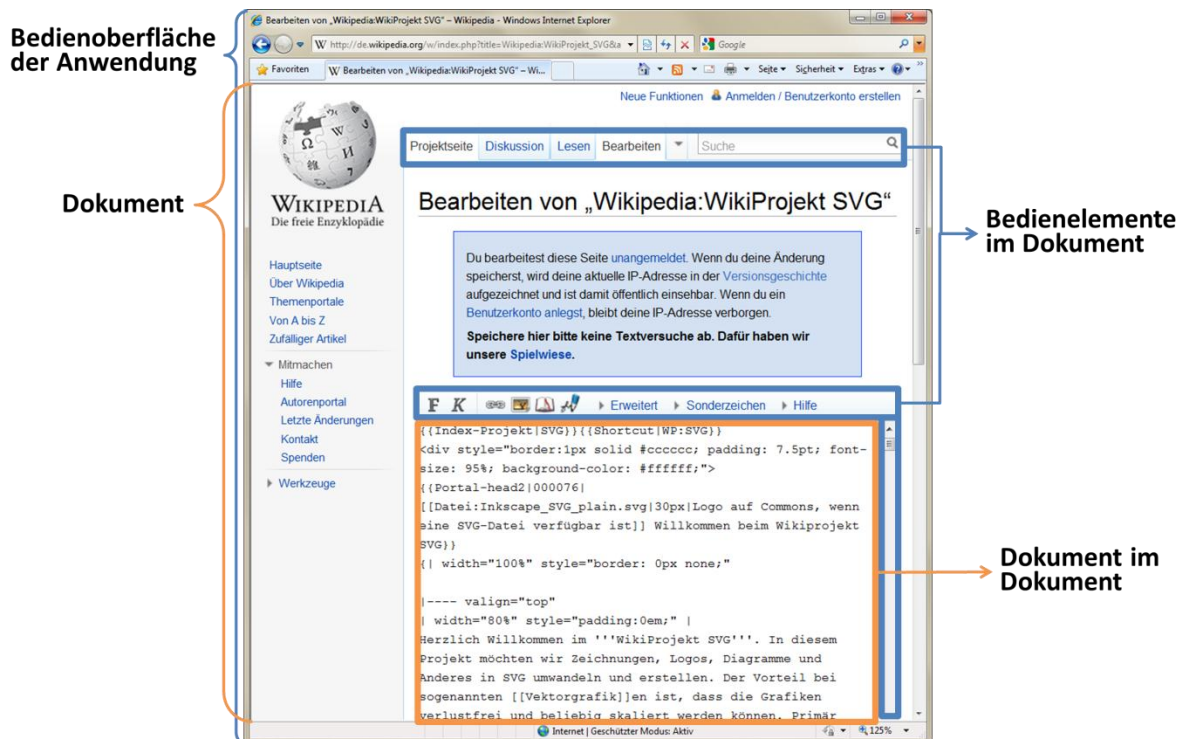 Bearbeiten von „Wikipedia:WikiProjekt SVG“ – Wikipedia - Windows Internet Explorer
Bedienoberfläche
der Anwendung
http://de.wikipedia.org/w/index.php?title=Wikipedia:WikiProjekt_SVG&a
Google
Favoriten
Bearbeiten von „Wikipedia:WikiProjekt SVG“ – Wi...
Seite
Sicherheit
Extras
Neue Funktionen
Anmelden / Benutzerkonto erstellen
Projektseite
Diskussion
Lesen
Bearbeiten
Suche
Dokument
WIKIPEDIA
Die freie Enzyklopädie
Bearbeiten von „Wikipedia:WikiProjekt SVG“
Bedienelemente
im Dokument
Du bearbeitest diese Seite unangemeldet. Wenn du deine Änderung
speicherst, wird deine aktuelle IP-Adresse in der Versionsgeschichte
aufgezeichnet und ist damit öffentlich einsehbar. Wenn du ein
Benutzerkonto anlegst, bleibt deine IP-Adresse verborgen.
Speichere hier bitte keine Textversuche ab. Dafür haben wir
unsere Spielwiese.
Hauptseite
Über Wikipedia
Themenportale
Von A bis Z
Zufälliger Artikel
Mitmachen
Hilfe
Autorenportal
Letzte Änderungen
Kontakt
Spenden
Werkzeuge
F K
Erweitert
Sonderzeichen
Hilfe
{{Index-Projekt|SVG}}{{Shortcut|WP:SVG}}
<div style="border:1px solid #cccccc; padding: 7.5pt; font-
size: 95%; background-color: #ffffff;">
{{Portal-head2|000076|
[[Datei:Inkscape_SVG_plain.svg|30px|Logo auf Commons, wenn
eine SVG-Datei verfügbar ist]] Willkommen beim Wikiprojekt
SVG}}
{| width="100%" style="border: 0px none;"
|---- valign="top"
| width="80%" style="padding:0em;" |
Herzlich Willkommen im '''WikiProjekt SVG'''. In diesem
Projekt möchten wir Zeichnungen, Logos, Diagramme und
Anderes in SVG umwandeln und erstellen. Der Vorteil bei
sogenannten [[Vektorgrafik]]en ist, dass die Grafiken
verlustfrei und beliebig skaliert werden können. Primär
Dokument im
Dokument
Internet | Geschützter Modus: Aktiv
125%